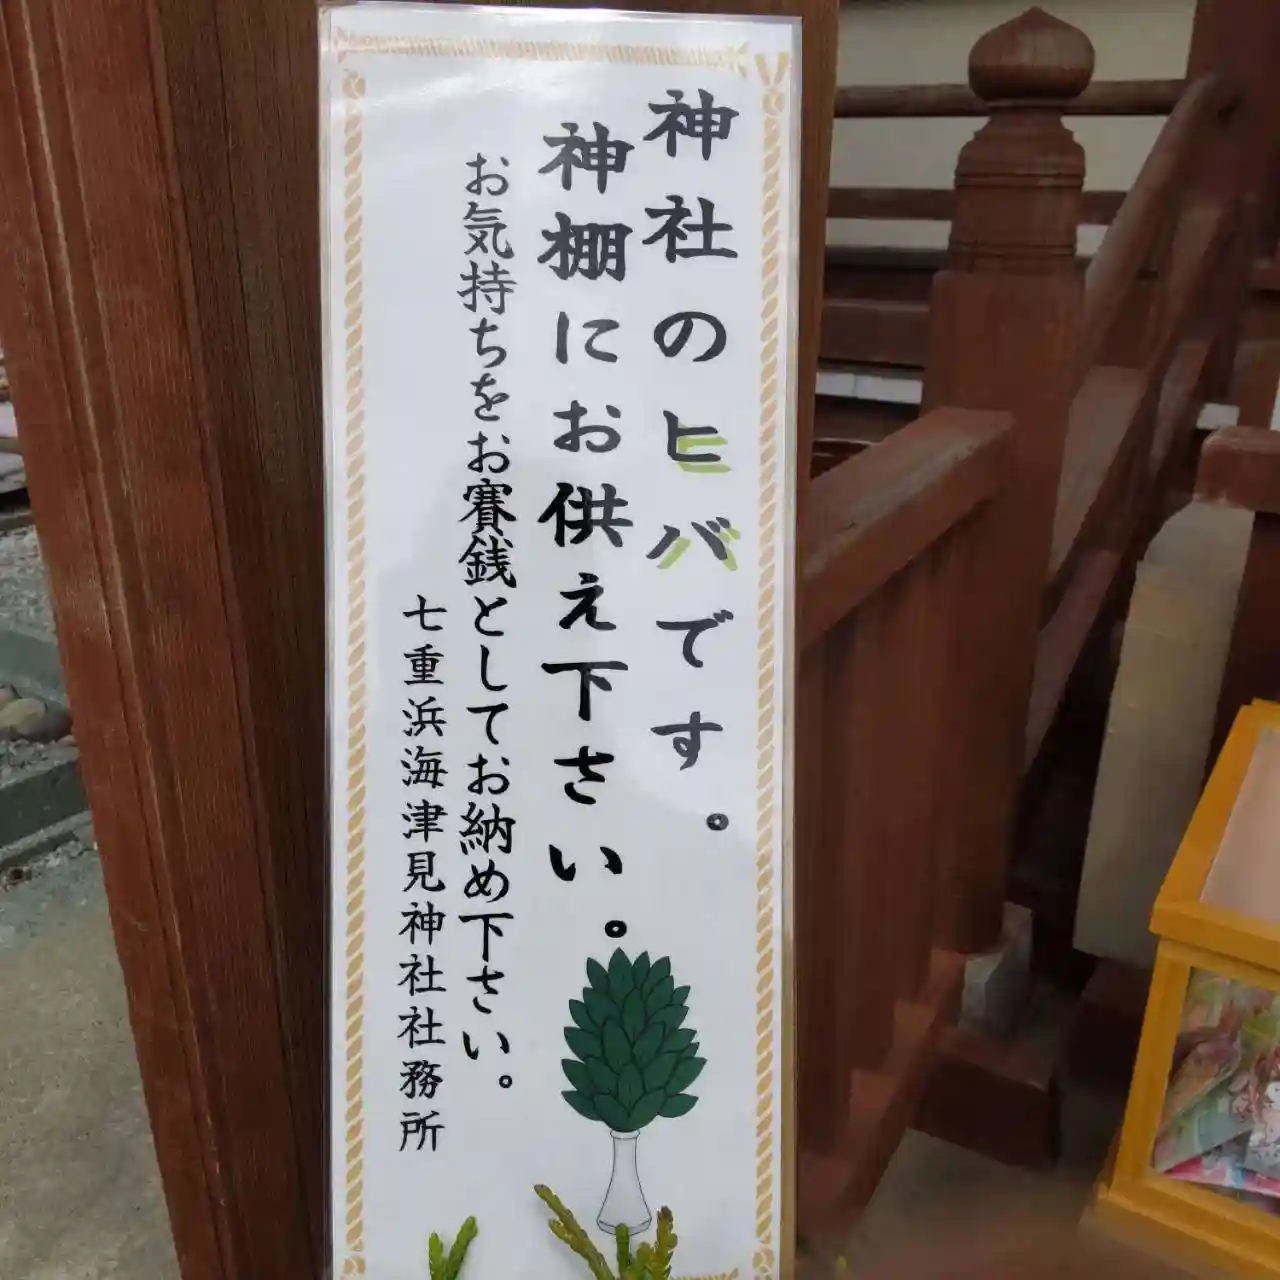 神社のヒバです。
神棚にお供え下さい。
お気持ちをお賽銭としてお納め下さい。
七重浜海津見神社社務所